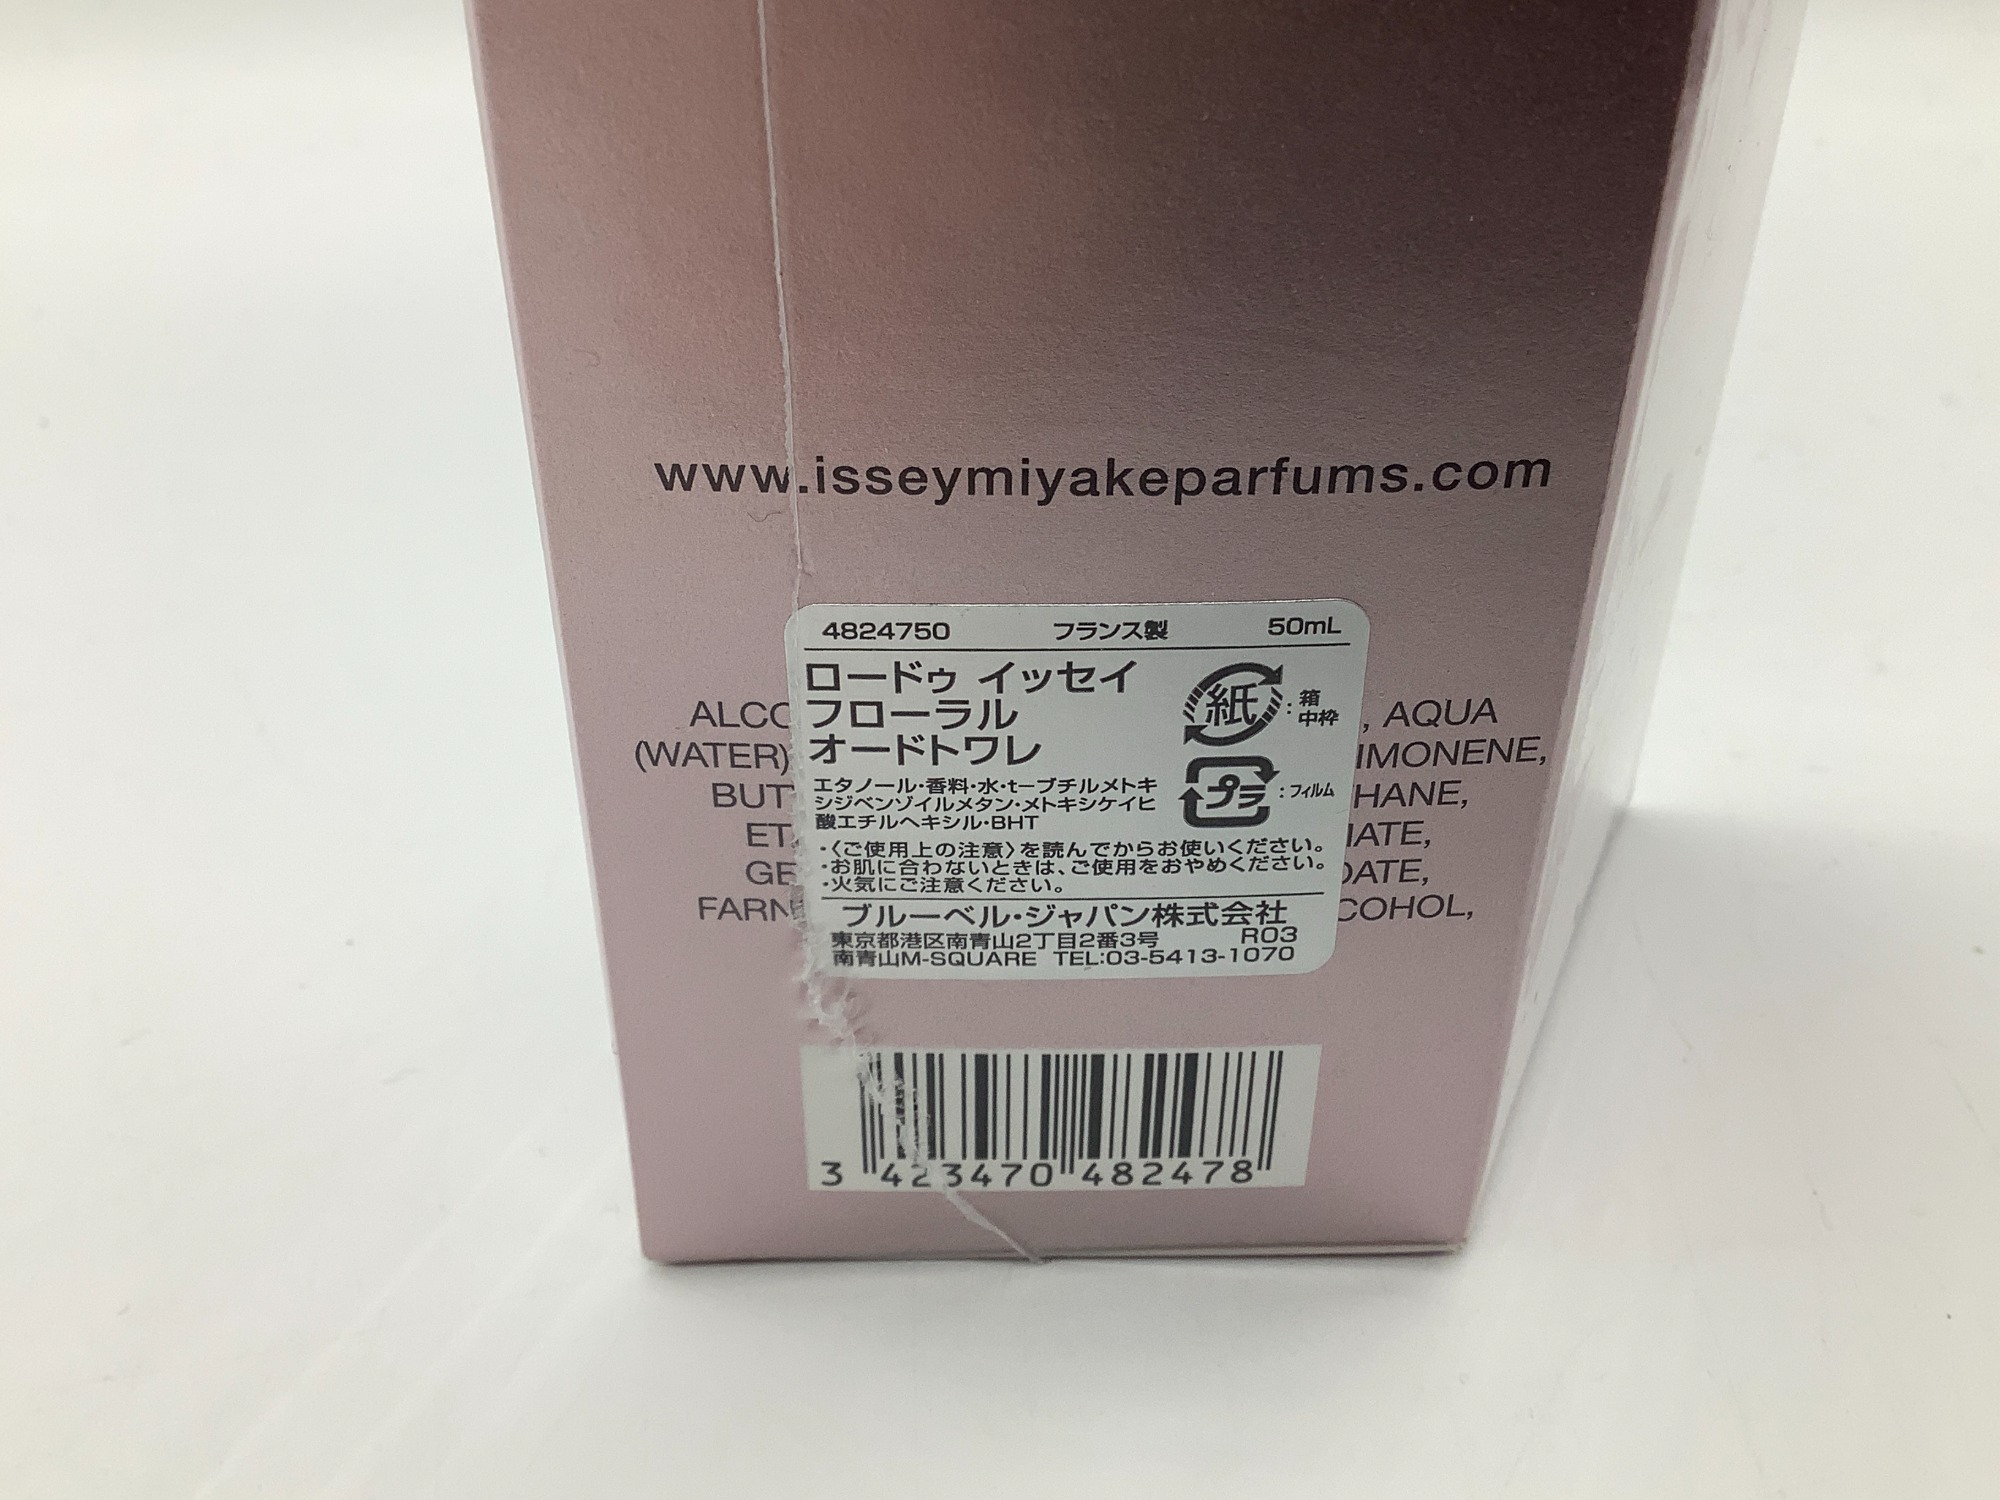 www.isseymiyakeparfums.com
4824750 フランス製 50mL
ロードゥ イッセイ
フローラル
オードトワレ
紙 : 箱 中枠
プラ : フィルム
エタノール・香料・水・t-ブチルメトキ
シジベンゾイルメタン・メトキシケイヒ
酸エチルヘキシル・BHT
・〈ご使用上の注意〉を読んでからお使いください。
・お肌に合わないときは、ご使用をおやめください。
・火気にご注意ください。
ブルーベル・ジャパン株式会社
東京都港区南青山2丁目2番3号 R03
南青山M-SQUARE TEL:03-5413-1070
, AQUA
(WATER)
COHOL,
3 423470 482478